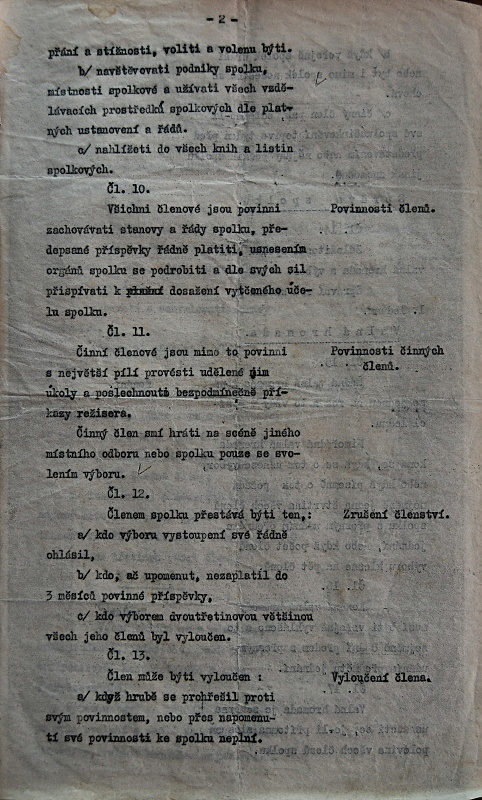 - 2 -
přání a stížnosti, voliti a volenu býti.
b/ navštěvovati podniky spolku,
místnosti spolkové a užívati všech vzdě-
lávacích prostředků spolkových dle plat-
ných ustanovení a řádů.
c/ nahlížeti do všech knih a listin
spolkových.
Čl. 10.
Všichni členové jsou povinni Povinnosti členů.
zachovávati stanovy a řády spolku, pře-
depsané příspěvky řádně platiti, usnesením
orgánů spolku se podrobiti a dle svých sil
přispívati k dosažení vytčeného úče-
lu spolku.
Čl. 11.
Činní členové jsou mimo to povinni Povinnosti činných
s největší pílí provésti udělené jim členů.
úkoly a poslechnouti bezpodmínečně pří-
kazy režisera.
Činný člen smí hráti na scéně jiného
místního odboru nebo spolku pouze se svo-
lením výboru.
Čl. 12.
Členem spolku přestává býti ten,: Zrušení členství.
a/ kdo výboru vystoupení své řádně
ohlásil,
b/ kdo, ač upomenut, nezaplatil do
3 měsíců povinné příspěvky,
c/ kdo výborem dvoutřetinovou většinou
všech jeho členů byl vyloučen.
Čl. 13.
Člen může býti vyloučen : Vyloučení člena.
a/ když hrubě se prohřešil proti
svým povinnostem, nebo přes napomenu-
tí své povinnosti ke spolku neplní.